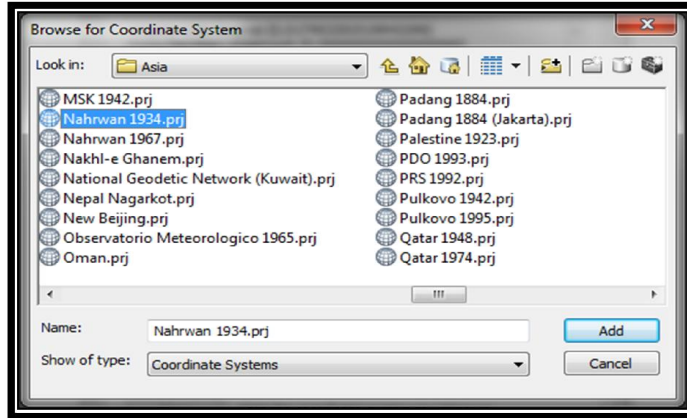 Browse for Coordinate System
Look in: Asia
MSK 1942.prj
Nahrwan 1934.prj
Nahrwan 1967.prj
Nakhl-e Ghanem.prj
National Geodetic Network (Kuwait).prj
Nepal Nagarkot.prj
New Beijing.prj
Observatorio Meteorologico 1965.prj
Oman.prj
Padang 1884.prj
Padang 1884 (Jakarta).prj
Palestine 1923.prj
PDO 1993.prj
PRS 1992.prj
Pulkovo 1942.prj
Pulkovo 1995.prj
Qatar 1948.prj
Qatar 1974.prj
Name: Nahrwan 1934.prj Add
Show of type: Coordinate Systems Cancel